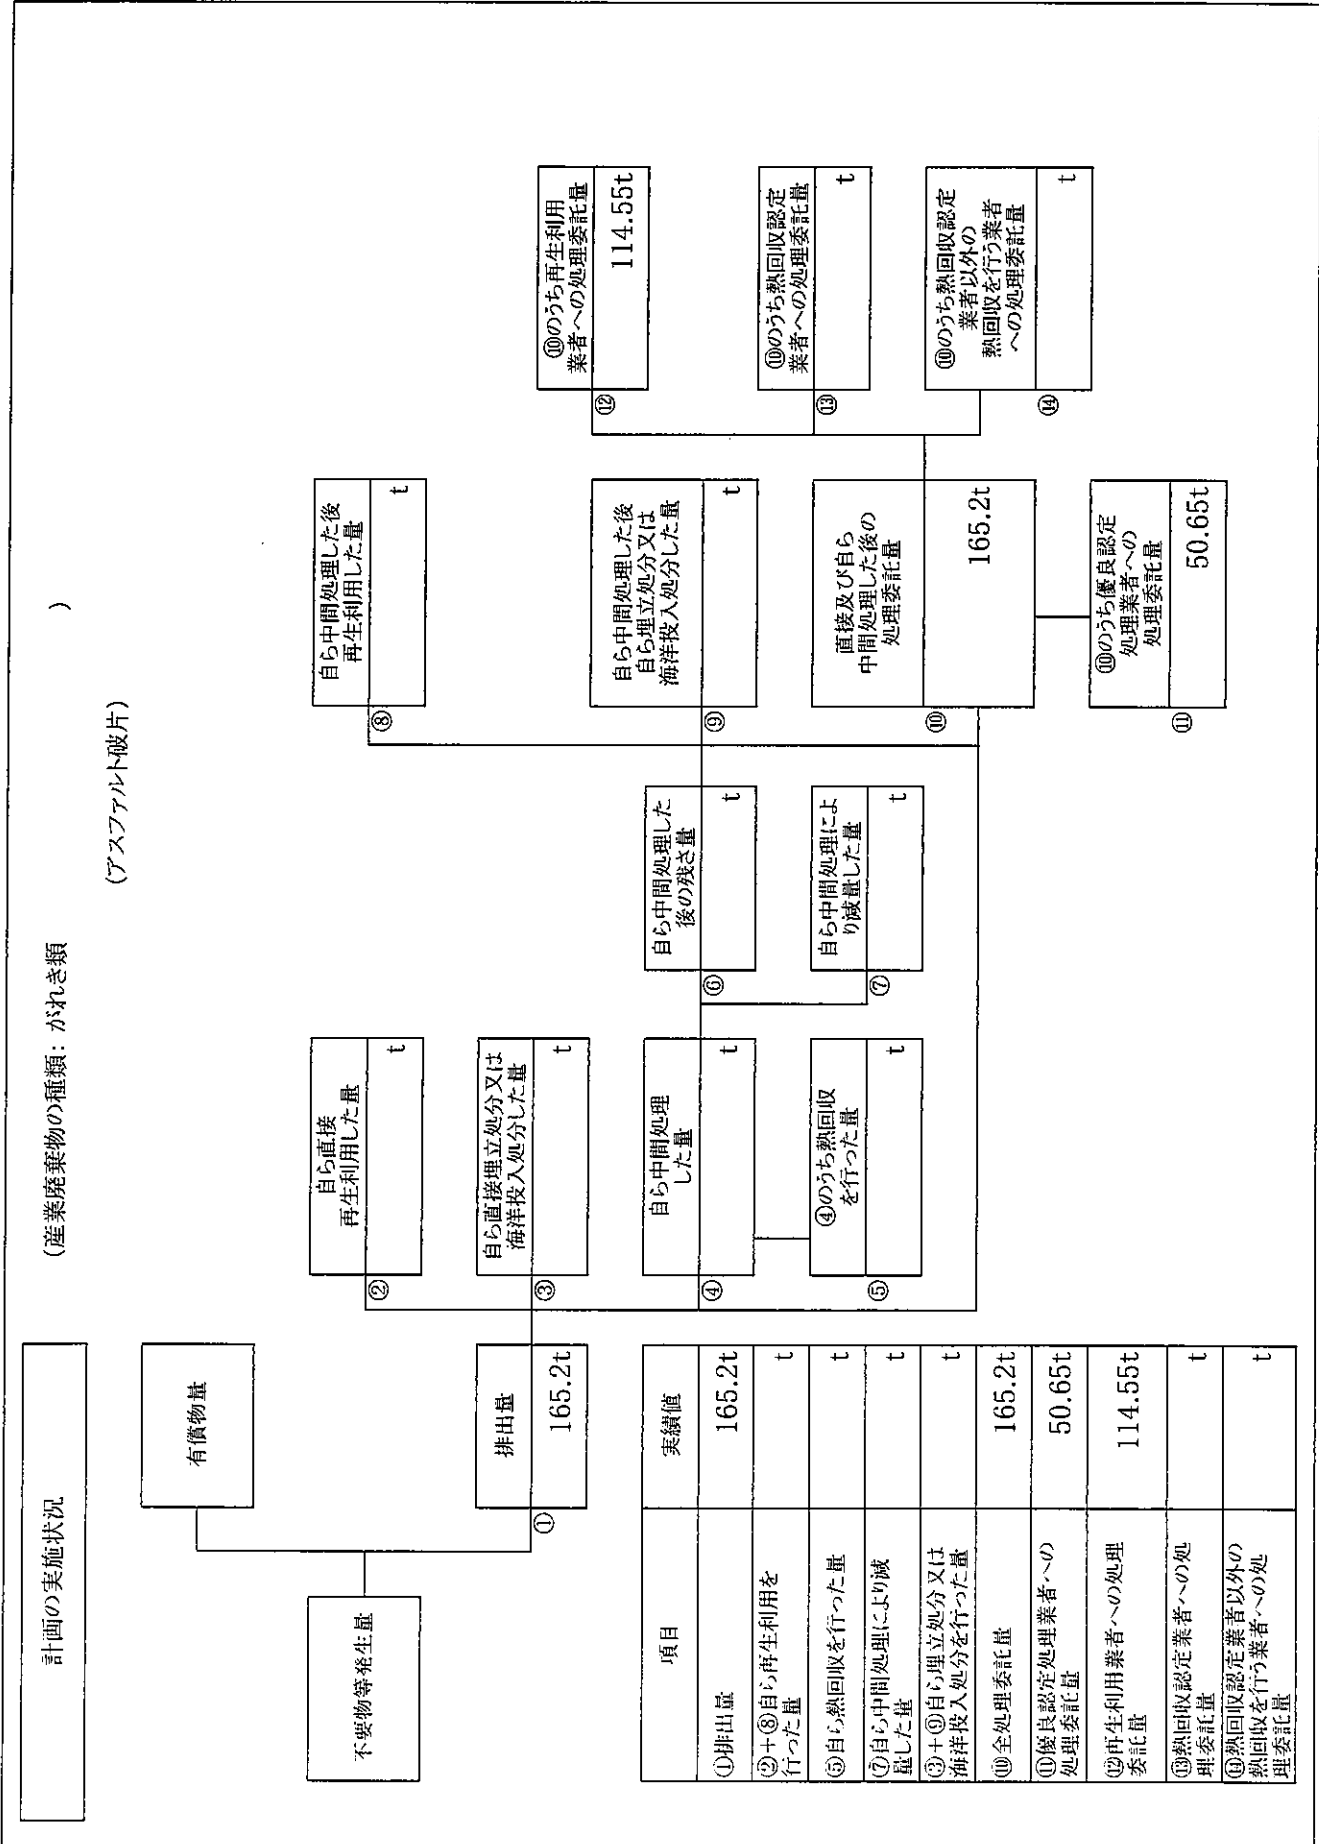 計画の実施状況
(産業廃棄物の種類：がれき類
)
(アスファルト破片)
不要物等発生量
有償物量
①
排出量
165.2t
②
自ら直接
再生利用した量
t
③
自ら直接埋立処分又は
海洋投入処分した量
t
④
自ら中間処理
した量
t
⑤
④のうち熱回収
を行った量
t
⑥
自ら中間処理した
後の残さ量
t
⑦
自ら中間処理によ
り減量した量
t
⑧
自ら中間処理した後
再生利用した量
t
⑨
自ら中間処理した後
自ら埋立処分又は
海洋投入処分した量
t
⑩
直接及び自ら
中間処理した後の
処理委託量
165.2t
⑪
⑩のうち優良認定
処理業者への
処理委託量
50.65t
⑫
⑩のうち再生利用
業者への処理委託量
114.55t
⑬
⑩のうち熱回収認定
業者への処理委託量
t
⑭
⑩のうち熱回収認定
業者以外の
熱回収を行う業者
への処理委託量
t
項目
実績値
①排出量
165.2t
②＋⑧自ら再生利用を
行った量
t
⑤自ら熱回収を行った量
t
⑦自ら中間処理により減
量した量
t
③＋⑨自ら埋立処分又は
海洋投入処分を行った量
t
⑩全処理委託量
165.2t
⑪優良認定処理業者への
処理委託量
50.65t
⑫再生利用業者への処理
委託量
114.55t
⑬熱回収認定業者への処
理委託量
t
⑭熱回収認定業者以外の
熱回収を行う業者への処
理委託量
t